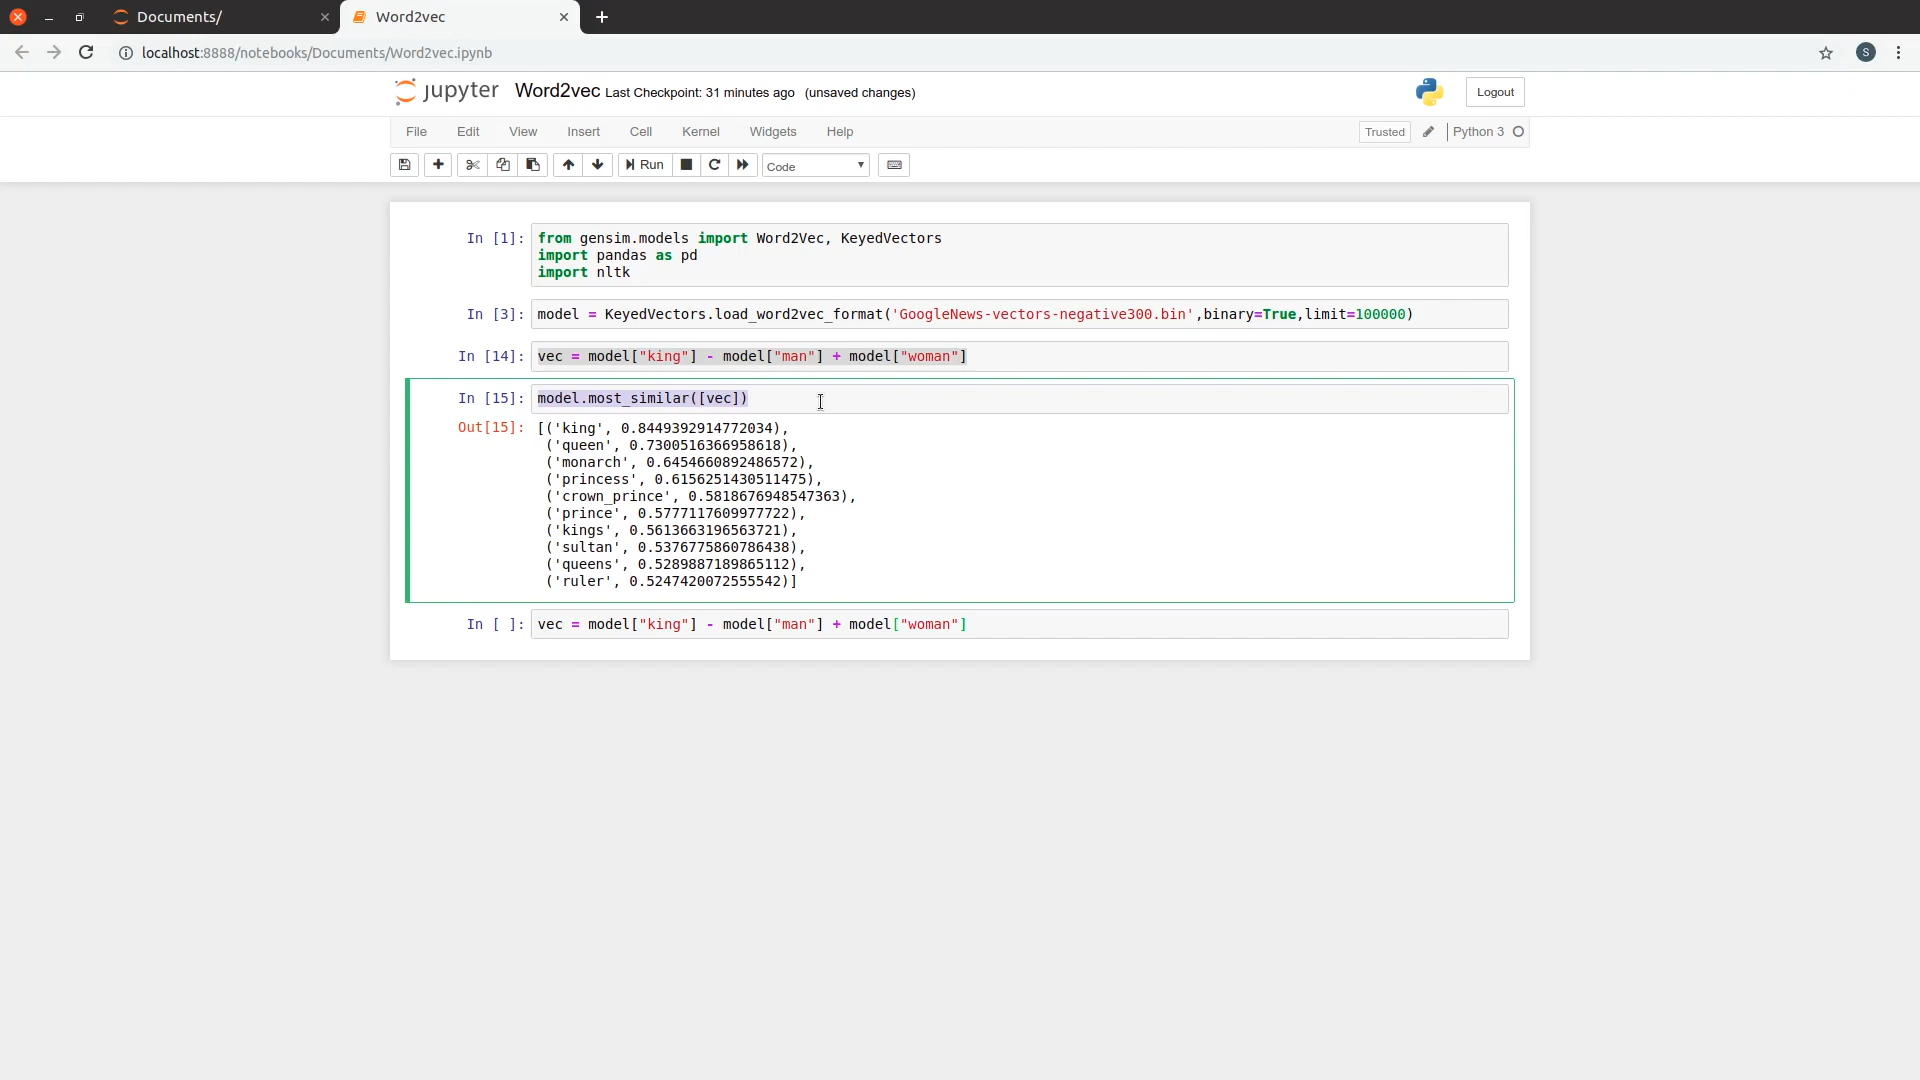 Documents/
Word2vec
localhost:8888/notebooks/Documents/Word2vec.ipynb
S
jupyter Word2vec Last Checkpoint: 31 minutes ago (unsaved changes)
Logout
File Edit View Insert Cell Kernel Widgets Help
Trusted
Python 3
Run
Code
In [1]: from gensim.models import Word2Vec, KeyedVectors
import pandas as pd
import nltk
In [3]: model = KeyedVectors.load_word2vec_format('GoogleNews-vectors-negative300.bin',binary=True,limit=100000)
In [14]: vec = model["king"] - model["man"] + model["woman"]
In [15]: model.most_similar([vec])
Out[15]: [('king', 0.8449392914772034),
('queen', 0.7300516366958618),
('monarch', 0.6454660892486572),
('princess', 0.6156251430511475),
('crown_prince', 0.5818676948547363),
('prince', 0.5777117609977722),
('kings', 0.5613663196563721),
('sultan', 0.5376775860786438),
('queens', 0.5289887189865112),
('ruler', 0.5247420072555542)]
In [ ]: vec = model["king"] - model["man"] + model["woman"]